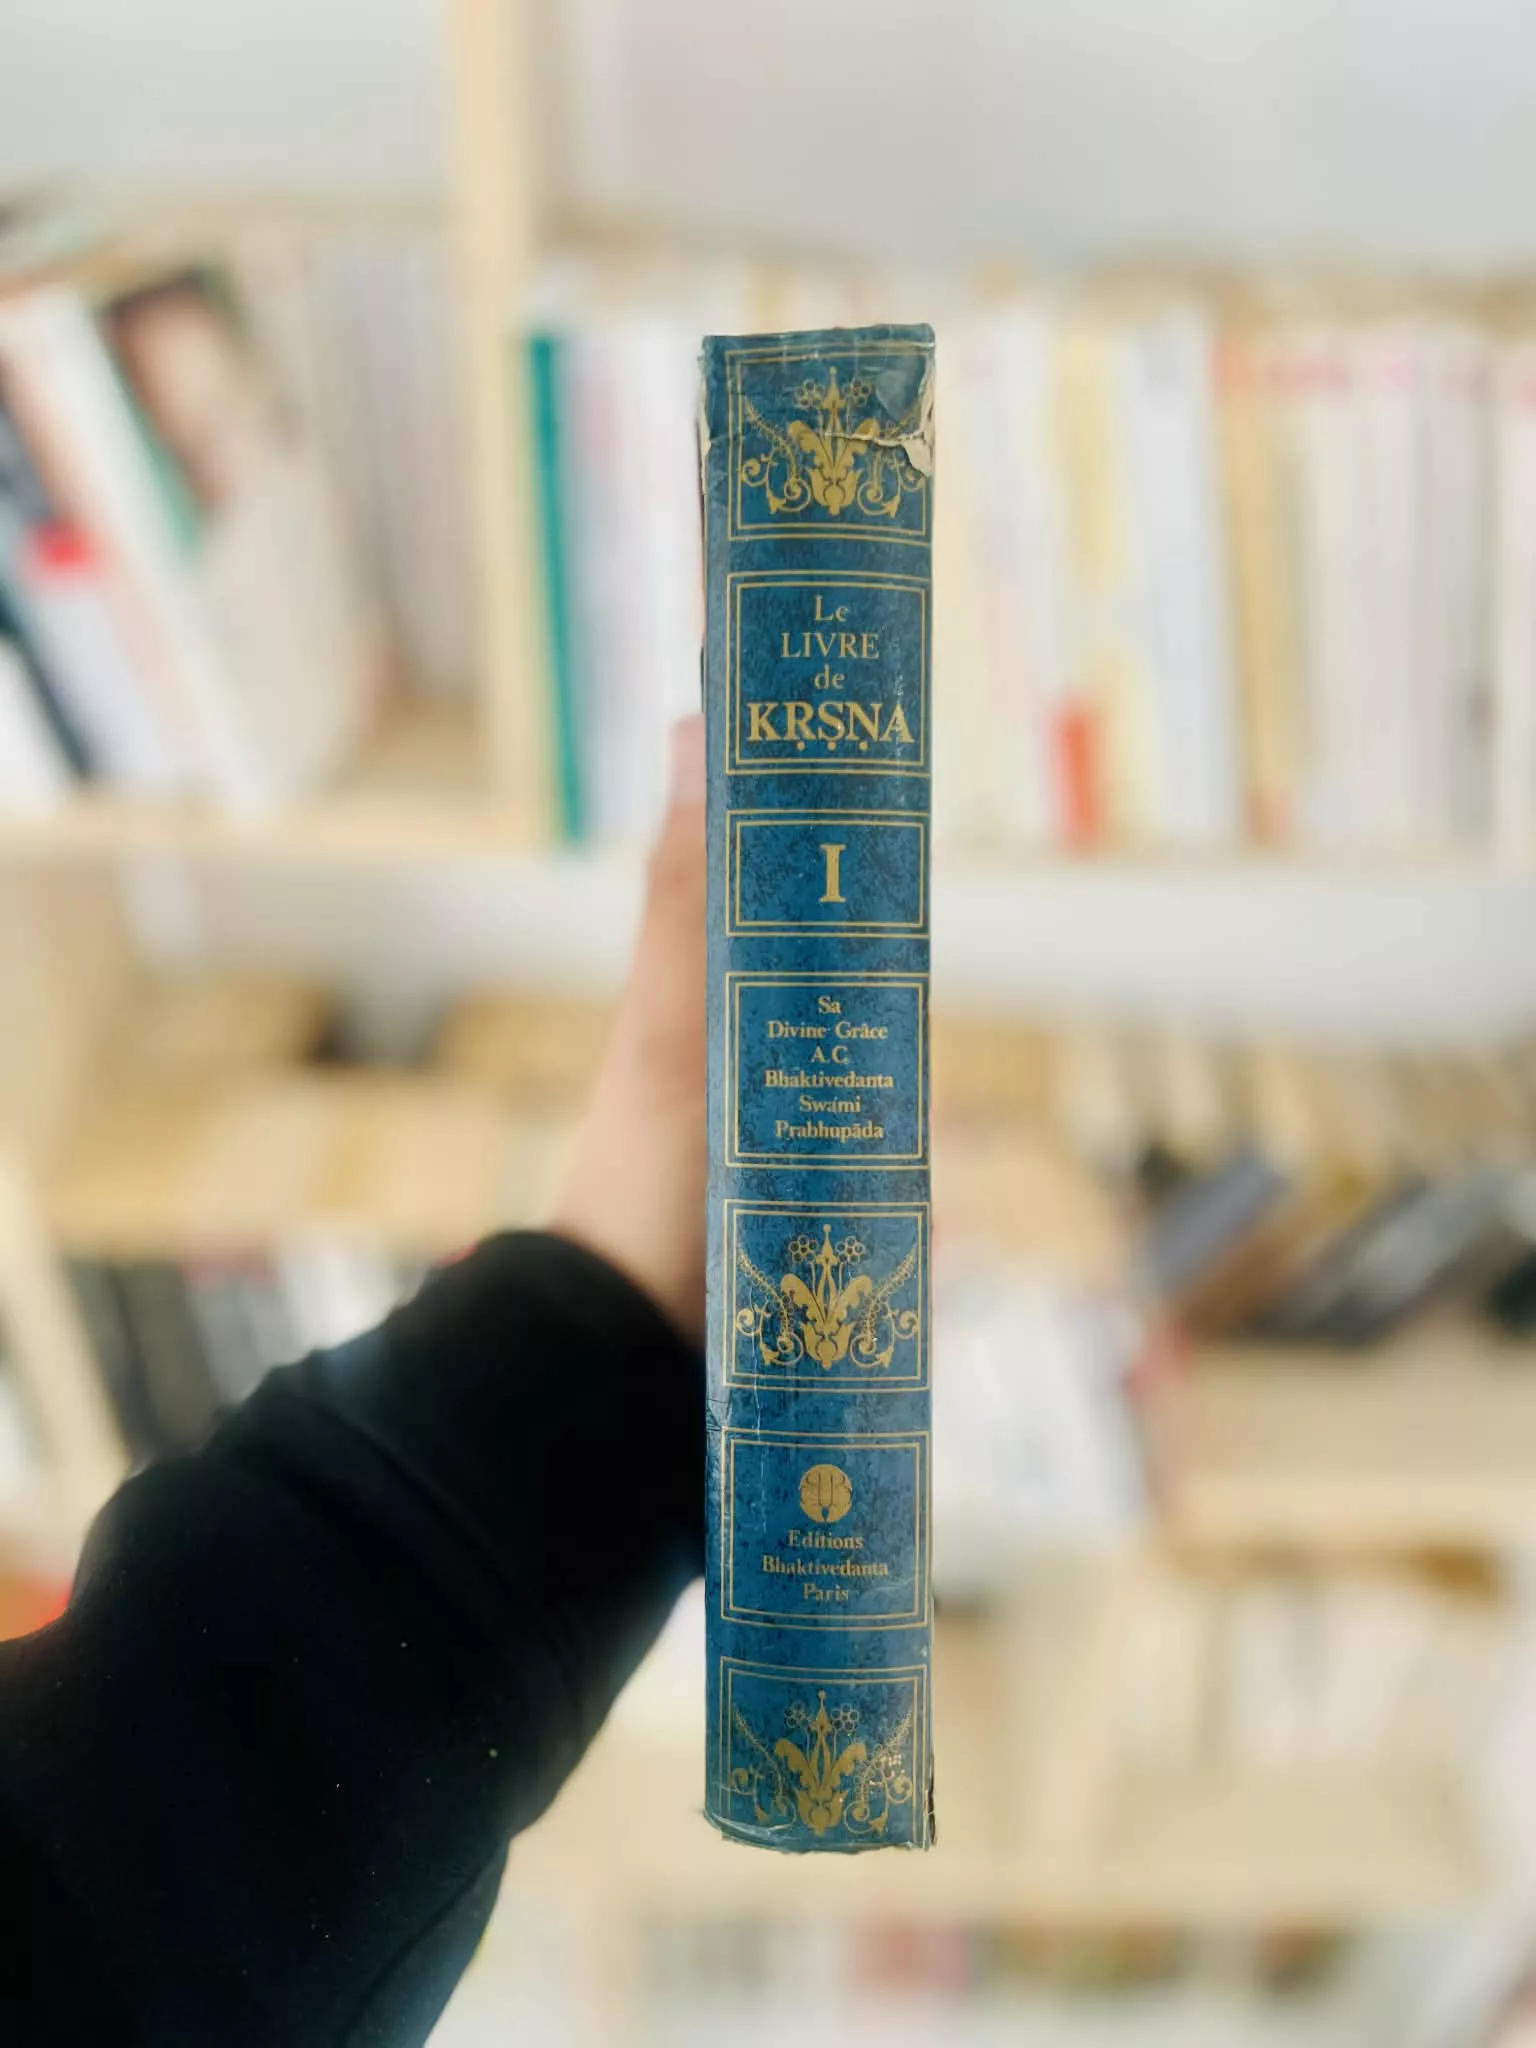 Le
LIVRE
de
KṚṢṆA
I
Sa
Divine Grâce
A.C.
Bhaktivedanta
Swami
Prabhupāda
Editions
Bhaktivedanta
Paris